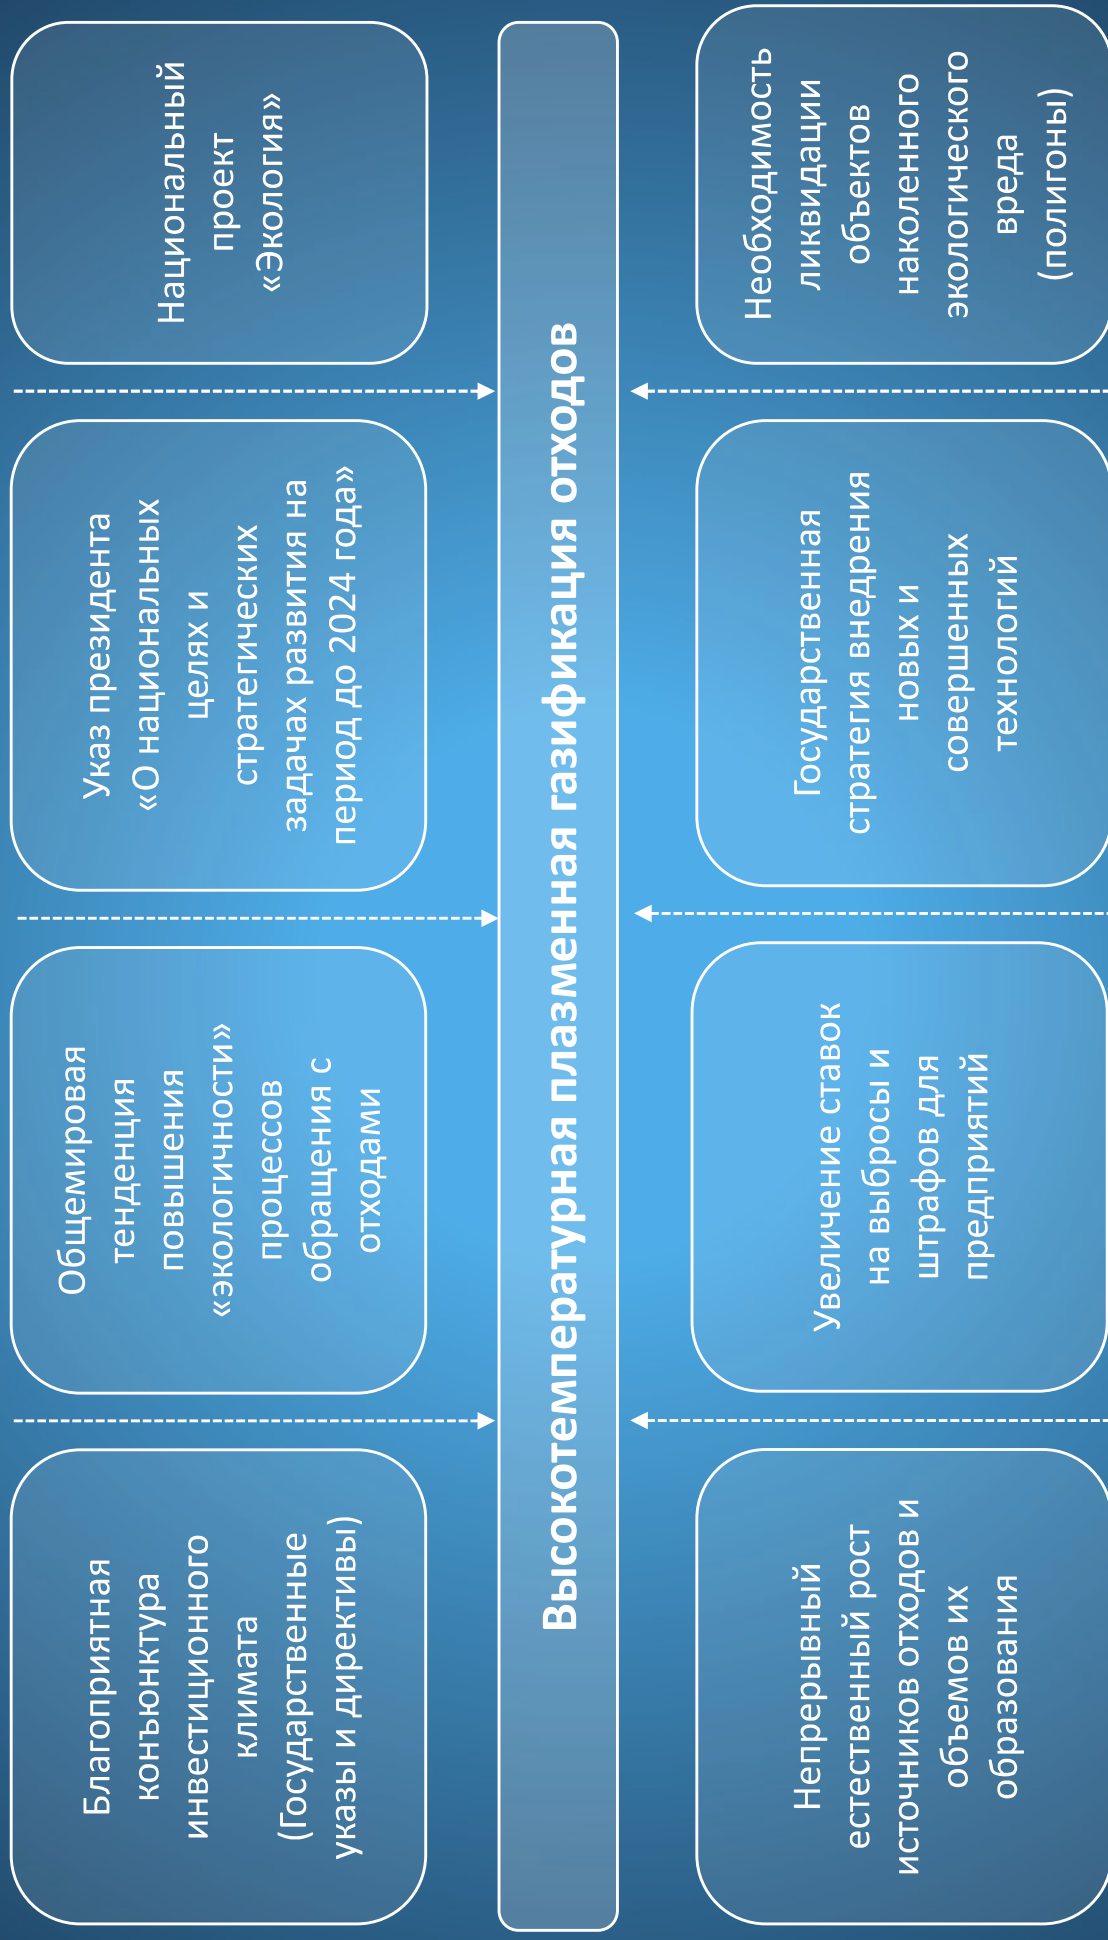 Благоприятная
конъюнктура
инвестиционного
климата
(Государственные
указы и директивы)
Общемировая
тенденция
повышения
«экологичности»
процессов
обращения с
отходами
Указ президента
«О национальных
целях и
стратегических
задачах развития на
период до 2024 года»
Национальный
проект
«Экология»
Высокотемпературная плазменная газификация отходов
Непрерывный
естественный рост
источников отходов и
объемов их
образования
Увеличение ставок
на выбросы и
штрафов для
предприятий
Государственная
стратегия внедрения
новых и
совершенных
технологий
Необходимость
ликвидации
объектов
наколенного
экологического
вреда
(полигоны)